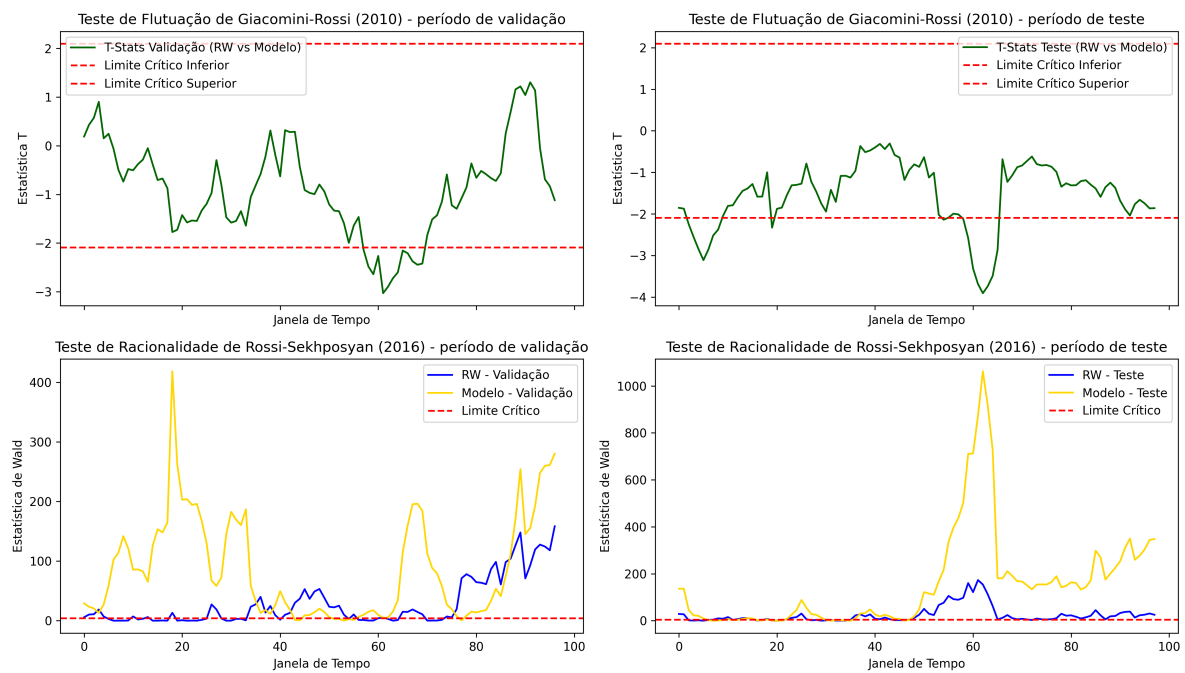 Teste de Flutuação de Giacomini-Rossi (2010) - período de validação
T-Stats Validação (RW vs Modelo)
Limite Crítico Inferior
Limite Crítico Superior
Estatística T
2
1
0
−1
−2
−3
0
20
40
60
80
100
Janela de Tempo
Teste de Flutuação de Giacomini-Rossi (2010) - período de teste
T-Stats Teste (RW vs Modelo)
Limite Crítico Inferior
Limite Crítico Superior
Estatística T
2
1
0
−1
−2
−3
−4
Janela de Tempo
Teste de Racionalidade de Rossi-Sekhposyan (2016) - período de validação
RW - Validação
Modelo - Validação
Limite Crítico
Estatística de Wald
400
300
200
100
0
0
20
40
60
80
100
Janela de Tempo
Teste de Racionalidade de Rossi-Sekhposyan (2016) - período de teste
RW - Teste
Modelo - Teste
Limite Crítico
Estatística de Wald
1000
800
600
400
200
0
0
20
40
60
80
100
Janela de Tempo